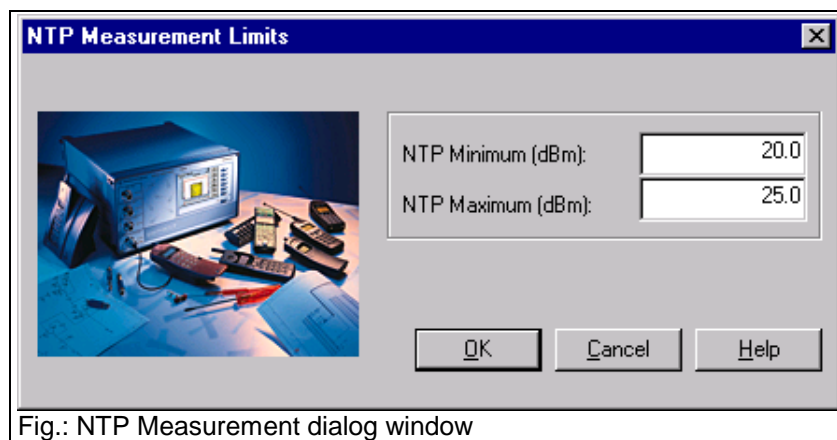 NTP Measurement Limits
NTP Minimum (dBm): 20.0
NTP Maximum (dBm): 25.0
OK Cancel Help
Fig.: NTP Measurement dialog window